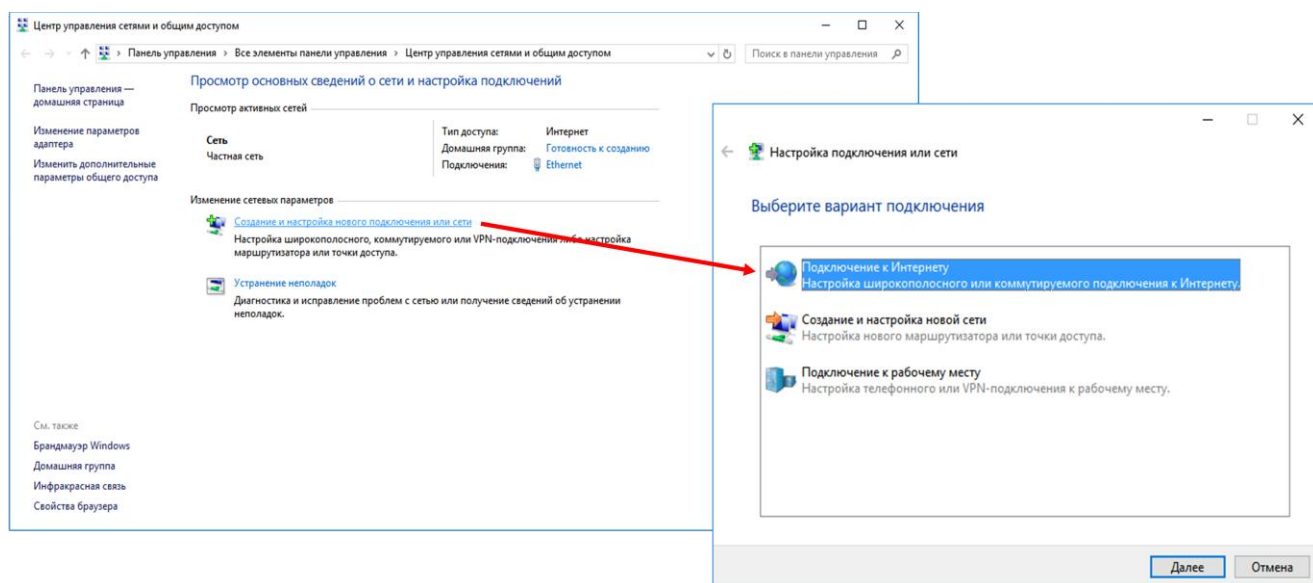 Центр управления сетями и общим доступом
Панель управления › Все элементы панели управления › Центр управления сетями и общим доступом
Поиск в панели управления
Панель управления —
домашняя страница
Изменение параметров
адаптера
Изменить дополнительные
параметры общего доступа
Просмотр основных сведений о сети и настройка подключений
Просмотр активных сетей
Сеть
Частная сеть
Тип доступа: Интернет
Домашняя группа: Готовность к созданию
Подключения: Ethernet
Изменение сетевых параметров
Создание и настройка нового подключения или сети
Настройка широкополосного, коммутируемого или VPN-подключения либо настройка
маршрутизатора или точки доступа.
Устранение неполадок
Диагностика и исправление проблем с сетью или получение сведений об устранении
неполадок.
См. также
Брандмауэр Windows
Домашняя группа
Инфракрасная связь
Свойства браузера
Настройка подключения или сети
Выберите вариант подключения
Подключение к Интернету
Настройка широкополосного или коммутируемого подключения к Интернету.
Создание и настройка новой сети
Настройка нового маршрутизатора или точки доступа.
Подключение к рабочему месту
Настройка телефонного или VPN-подключения к рабочему месту.
Далее
Отмена